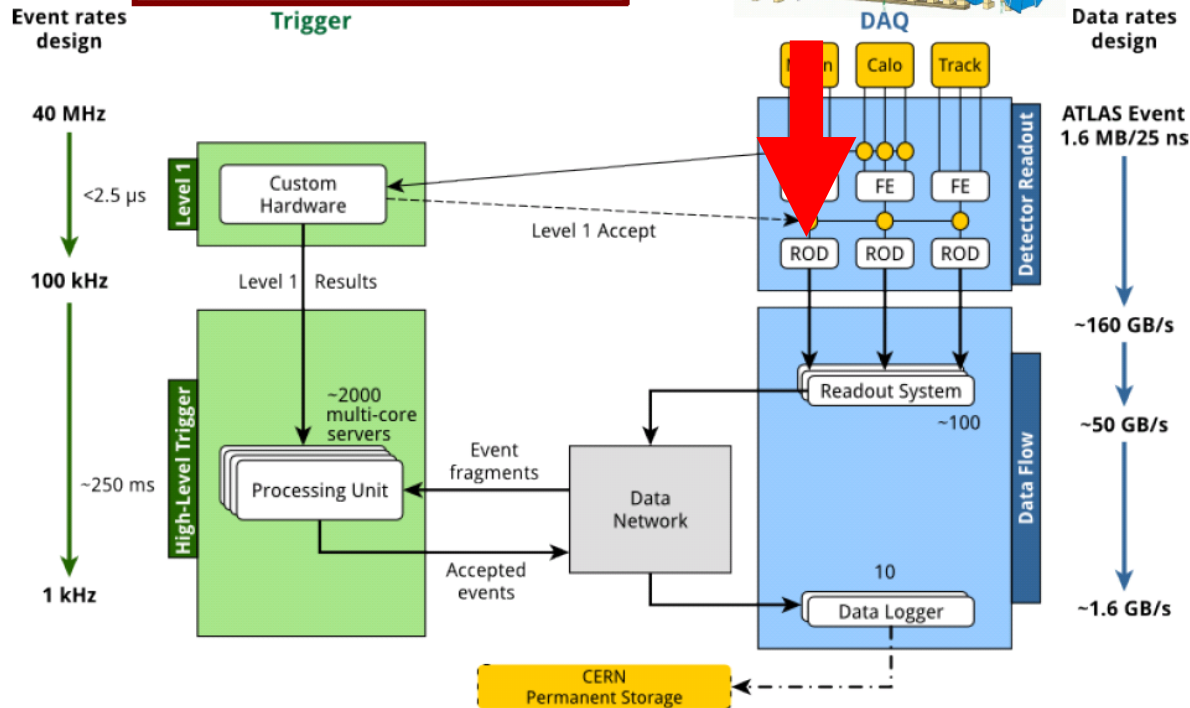 Event rates
design
Trigger
DAQ
Data rates
design
Calo
Track
40 MHz
ATLAS Event
1.6 MB/25 ns
<2.5 µs
Level 1
Custom
Hardware
FE
FE
Level 1 Accept
ROD
ROD
ROD
Detector Readout
100 kHz
Level 1 Results
~160 GB/s
~2000
multi-core
servers
Readout System
~100
~50 GB/s
Event
fragments
~250 ms
High-Level Trigger
Processing Unit
Data
Network
Data Flow
Accepted
events
10
1 kHz
Data Logger
~1.6 GB/s
CERN
Permanent Storage